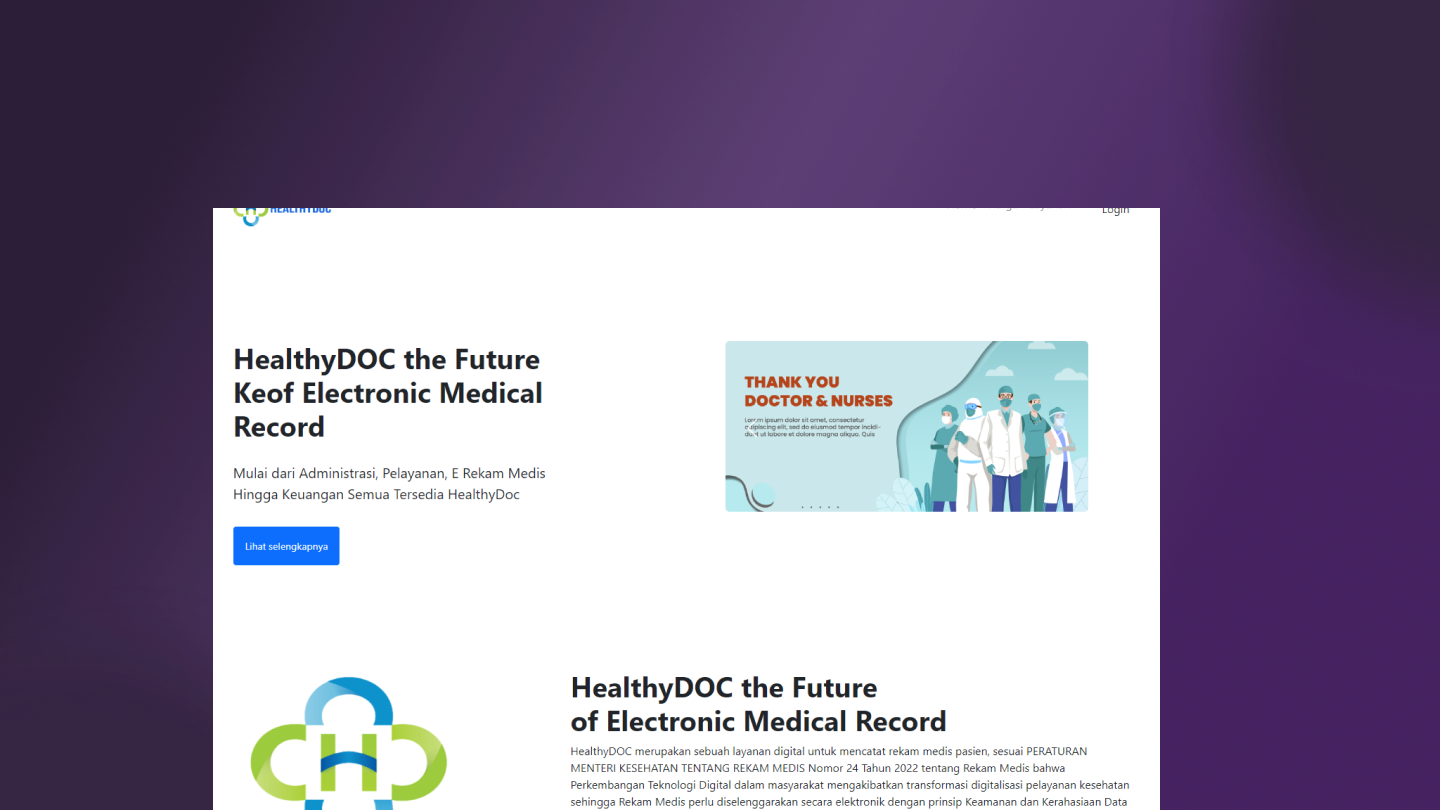 HEALTHYDOC
Login
HealthyDOC the Future
Keof Electronic Medical
Record
Mulai dari Administrasi, Pelayanan, E Rekam Medis
Hingga Keuangan Semua Tersedia HealthyDoc
Lihat selengkapnya
THANK YOU
DOCTOR & NURSES
Lorem ipsum dolor sit amet, consectetur
adipiscing elit, sed do eiusmod tempor incidi-
dunt ut labore et dolore magna aliqua. Quis
H
HealthyDOC the Future
of Electronic Medical Record
HealthyDOC merupakan sebuah layanan digital untuk mencatat rekam medis pasien, sesuai PERATURAN
MENTERI KESEHATAN TENTANG REKAM MEDIS Nomor 24 Tahun 2022 tentang Rekam Medis bahwa
Perkembangan Teknologi Digital dalam masyarakat mengakibatkan transformasi digitalisasi pelayanan kesehatan
sehingga Rekam Medis perlu diselenggarakan secara elektronik dengan prinsip Keamanan dan Kerahasiaan Data